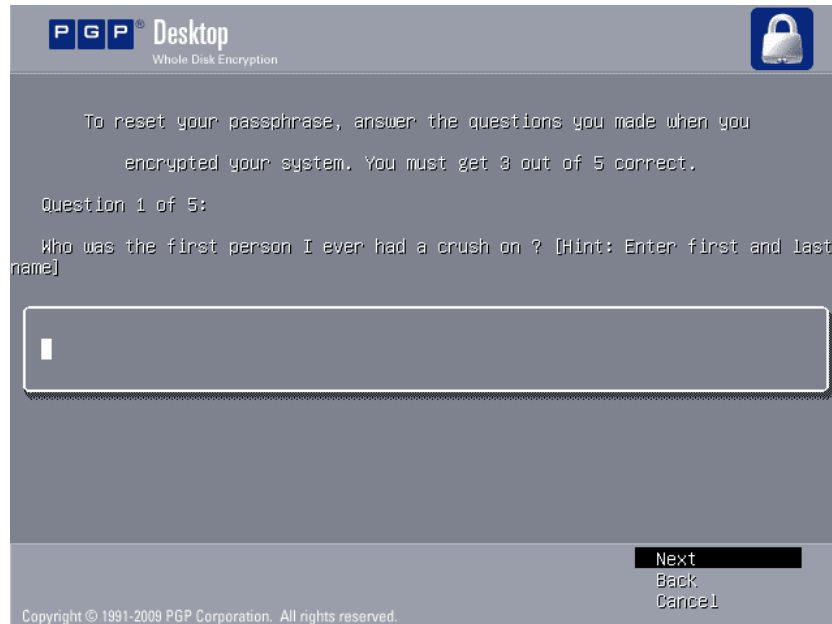 PGP® Desktop
Whole Disk Encryption
To reset your passphrase, answer the questions you made when you
encrypted your system. You must get 3 out of 5 correct.
Question 1 of 5:
Who was the first person I ever had a crush on ? [Hint: Enter first and last
name]
Next
Back
Cancel
Copyright © 1991-2009 PGP Corporation. All rights reserved.